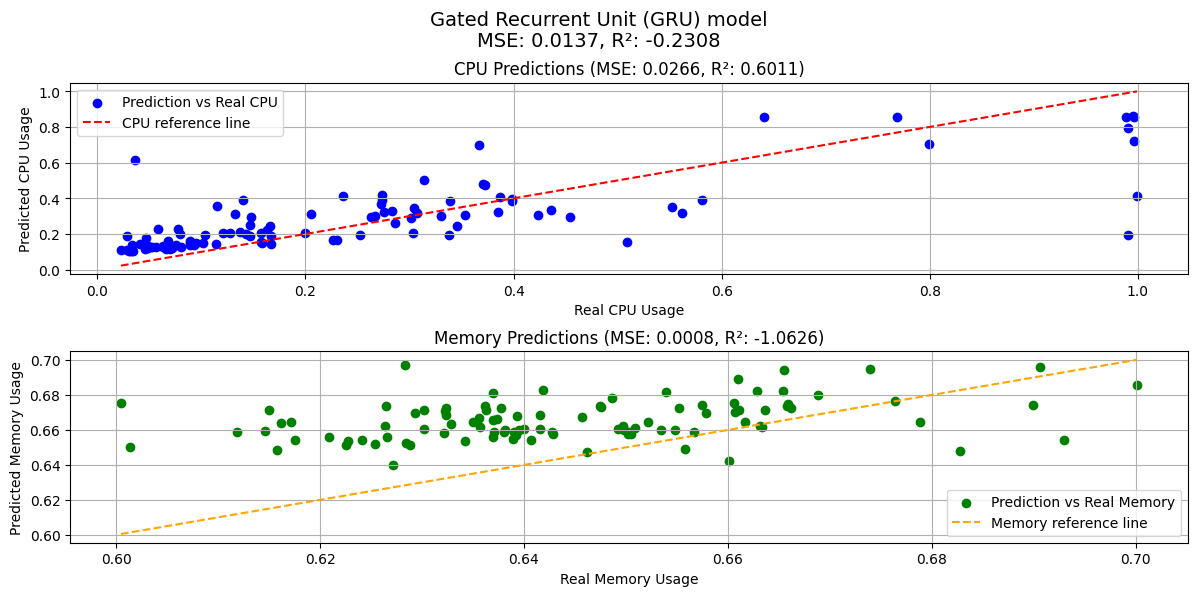 Gated Recurrent Unit (GRU) model
MSE: 0.0137, R²: -0.2308
CPU Predictions (MSE: 0.0266, R²: 0.6011)
Predicted CPU Usage
1.0
0.8
0.6
0.4
0.2
0.0
Prediction vs Real CPU
CPU reference line
0.0 0.2 0.4 0.6 0.8 1.0
Real CPU Usage
Memory Predictions (MSE: 0.0008, R²: -1.0626)
Predicted Memory Usage
0.70
0.68
0.66
0.64
0.62
0.60
Prediction vs Real Memory
Memory reference line
0.60 0.62 0.64 0.66 0.68 0.70
Real Memory Usage